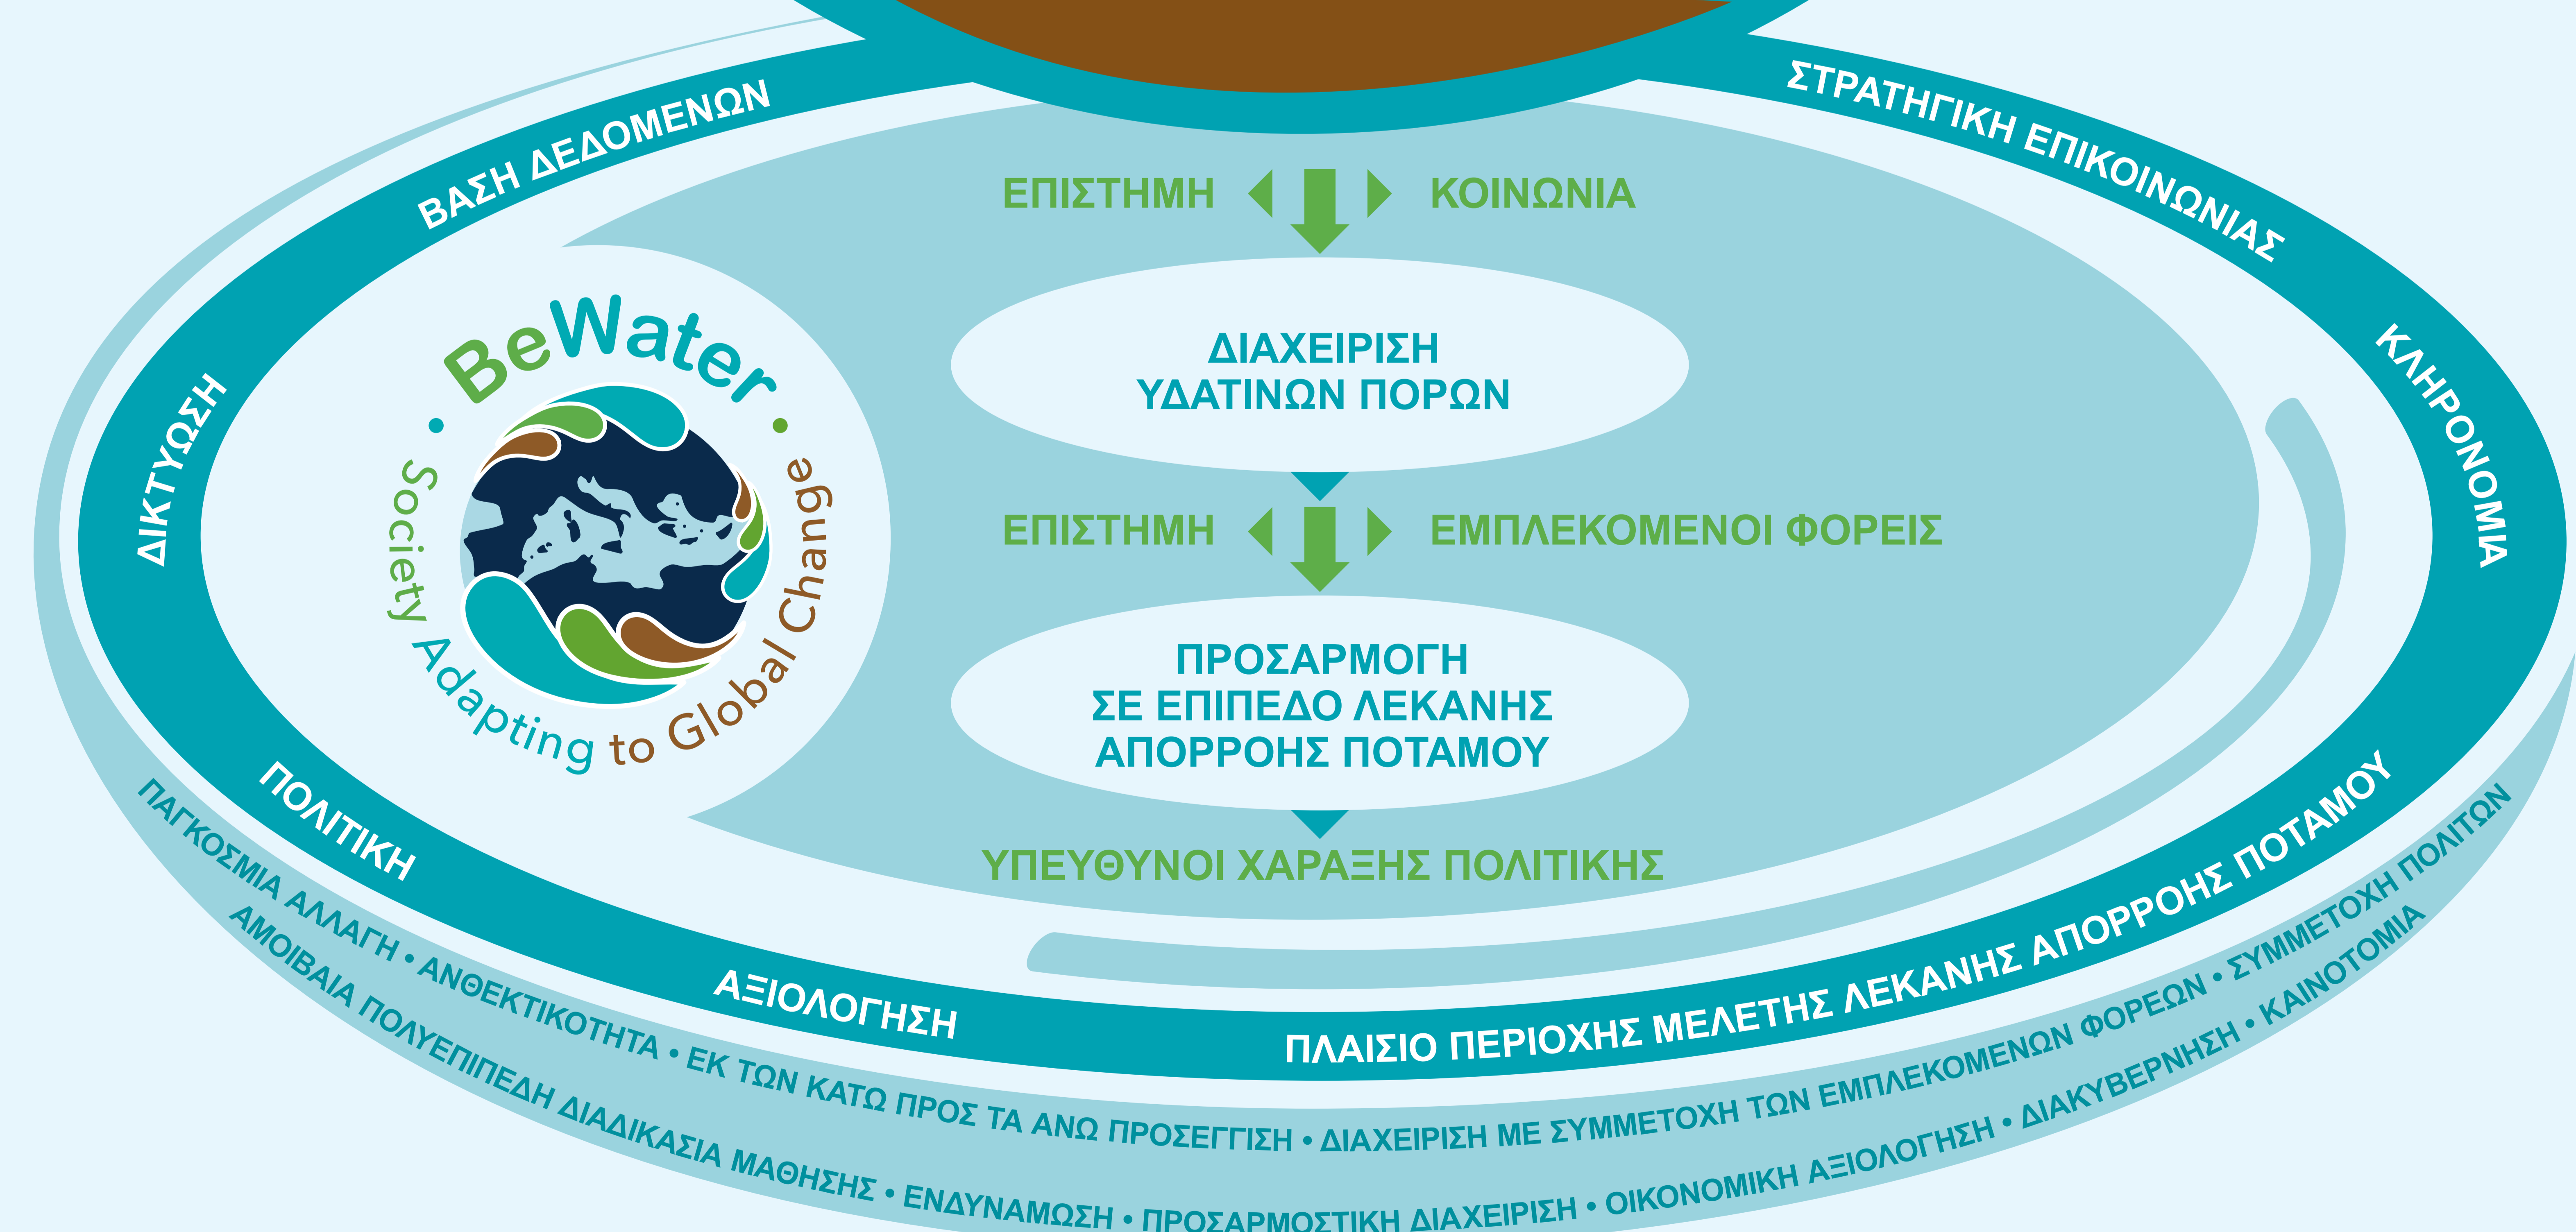 ΒΑΣΗ ΔΕΔΟΜΕΝΩΝ
ΣΤΡΑΤΗΓΙΚΗ ΕΠΙΚΟΙΝΩΝΙΑΣ
ΕΠΙΣΤΗΜΗ
ΚΟΙΝΩΝΙΑ
ΔΙΑΧΕΙΡΙΣΗ
ΥΔΑΤΙΝΩΝ ΠΟΡΩΝ
ΔΙΚΤΥΩΣΗ
BeWater
Society Adapting to Global Change
ΚΛΗΡΟΝΟΜΙΑ
ΕΠΙΣΤΗΜΗ
ΕΜΠΛΕΚΟΜΕΝΟΙ ΦΟΡΕΙΣ
ΠΡΟΣΑΡΜΟΓΗ
ΣΕ ΕΠΙΠΕΔΟ ΛΕΚΑΝΗΣ
ΑΠΟΡΡΟΗΣ ΠΟΤΑΜΟΥ
ΥΠΕΥΘΥΝΟΙ ΧΑΡΑΞΗΣ ΠΟΛΙΤΙΚΗΣ
ΠΟΛΙΤΙΚΗ
ΑΞΙΟΛΟΓΗΣΗ
ΠΛΑΙΣΙΟ ΠΕΡΙΟΧΗΣ ΜΕΛΕΤΗΣ ΛΕΚΑΝΗΣ ΑΠΟΡΡΟΗΣ ΠΟΤΑΜΟΥ
ΠΑΓΚΟΣΜΙΑ ΑΛΛΑΓΗ • ΑΝΘΕΚΤΙΚΟΤΗΤΑ • ΕΚ ΤΩΝ ΚΑΤΩ ΠΡΟΣ ΤΑ ΑΝΩ ΠΡΟΣΕΓΓΙΣΗ • ΔΙΑΧΕΙΡΙΣΗ ΜΕ ΣΥΜΜΕΤΟΧΗ ΤΩΝ ΕΜΠΛΕΚΟΜΕΝΩΝ ΦΟΡΕΩΝ • ΣΥΜΜΕΤΟΧΗ ΠΟΛΙΤΩΝ
ΑΜΟΙΒΑΙΑ ΠΟΛΥΕΠΙΠΕΔΗ ΔΙΑΔΙΚΑΣΙΑ ΜΑΘΗΣΗΣ • ΕΝΔΥΝΑΜΩΣΗ • ΠΡΟΣΑΡΜΟΣΤΙΚΗ ΔΙΑΧΕΙΡΙΣΗ • ΟΙΚΟΝΟΜΙΚΗ ΑΞΙΟΛΟΓΗΣΗ • ΔΙΑΚΥΒΕΡΝΗΣΗ • ΚΑΙΝΟΤΟΜΙΑ